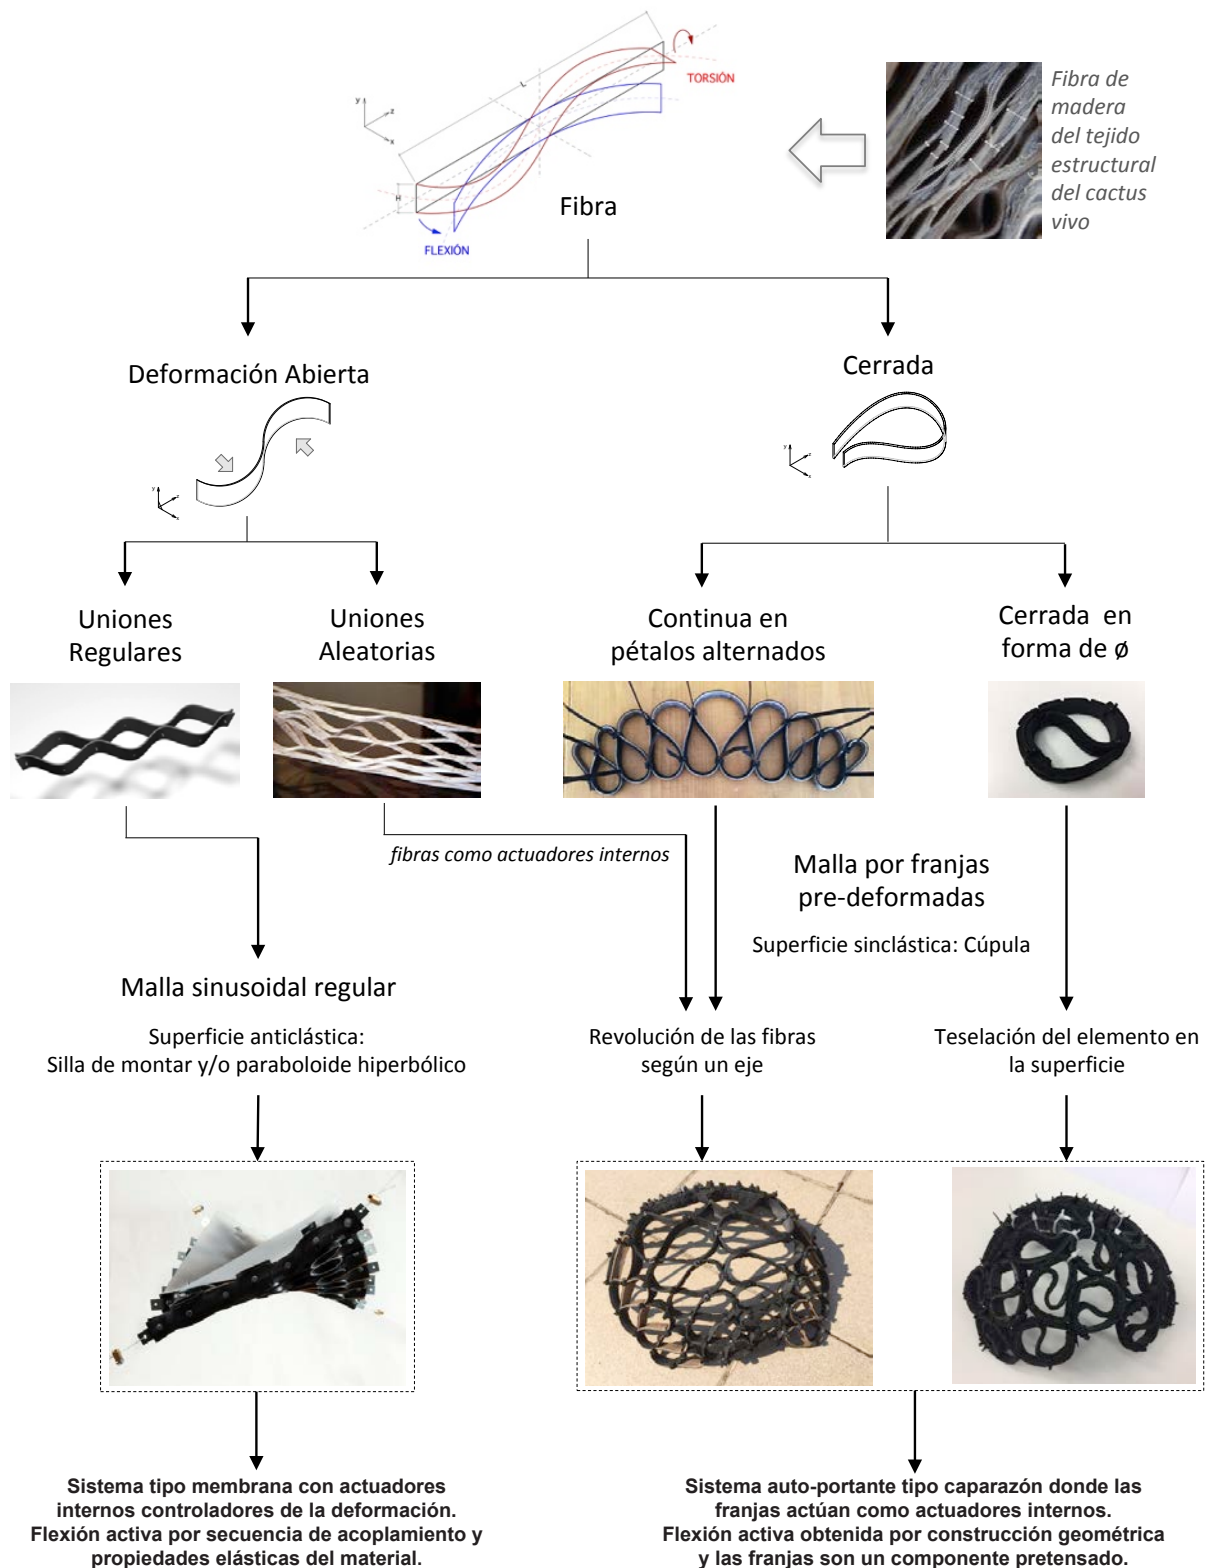 TORSIÓN
L
y
z
x
H
FLEXIÓN
Fibra
Fibra de
madera
del tejido
estructural
del cactus
vivo
Deformación Abierta
Cerrada
y
z
x
y
z
x
Uniones
Regulares
Uniones
Aleatorias
Continua en
pétalos alternados
Cerrada en
forma de ø
fibras como actuadores internos
Malla por franjas
pre-deformadas
Superficie sinclástica: Cúpula
Malla sinusoidal regular
Superficie anticlástica:
Silla de montar y/o paraboloide hiperbólico
Revolución de las fibras
según un eje
Teselación del elemento en
la superficie
Sistema tipo membrana con actuadores
internos controladores de la deformación.
Flexión activa por secuencia de acoplamiento y
propiedades elásticas del material.
Sistema auto-portante tipo caparazón donde las
franjas actúan como actuadores internos.
Flexión activa obtenida por construcción geométrica
y las franjas son un componente pretensado.